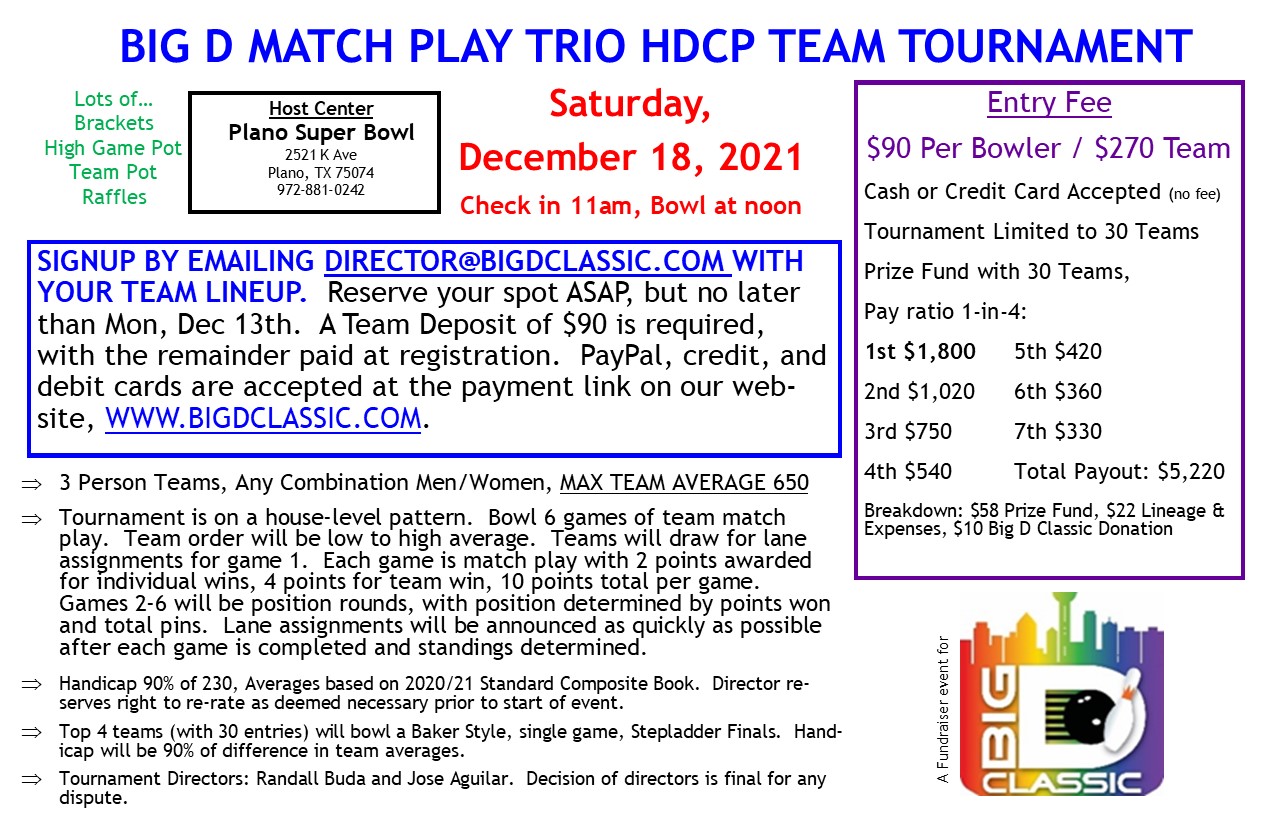 BIG D MATCH PLAY TRIO HDCP TEAM TOURNAMENT
Lots of…
Brackets
High Game Pot
Team Pot
Raffles
Host Center
Plano Super Bowl
2521 K Ave
Plano, TX 75074
972-881-0242
Saturday,
December 18, 2021
Check in 11am, Bowl at noon
Entry Fee
$90 Per Bowler / $270 Team
Cash or Credit Card Accepted (no fee)
Tournament Limited to 30 Teams
Prize Fund with 30 Teams,
Pay ratio 1-in-4:
1st $1,800 5th $420
2nd $1,020 6th $360
3rd $750 7th $330
4th $540 Total Payout: $5,220
Breakdown: $58 Prize Fund, $22 Lineage &
Expenses, $10 Big D Classic Donation
SIGNUP BY EMAILING DIRECTOR@BIGDCLASSIC.COM WITH
YOUR TEAM LINEUP. Reserve your spot ASAP, but no later
than Mon, Dec 13th. A Team Deposit of $90 is required,
with the remainder paid at registration. PayPal, credit, and
debit cards are accepted at the payment link on our web-
site, WWW.BIGDCLASSIC.COM.
⇒ 3 Person Teams, Any Combination Men/Women, MAX TEAM AVERAGE 650
⇒ Tournament is on a house-level pattern. Bowl 6 games of team match
play. Team order will be low to high average. Teams will draw for lane
assignments for game 1. Each game is match play with 2 points awarded
for individual wins, 4 points for team win, 10 points total per game.
Games 2-6 will be position rounds, with position determined by points won
and total pins. Lane assignments will be announced as quickly as possible
after each game is completed and standings determined.
⇒ Handicap 90% of 230, Averages based on 2020/21 Standard Composite Book. Director re-
serves right to re-rate as deemed necessary prior to start of event.
⇒ Top 4 teams (with 30 entries) will bowl a Baker Style, single game, Stepladder Finals. Hand-
icap will be 90% of difference in team averages.
⇒ Tournament Directors: Randall Buda and Jose Aguilar. Decision of directors is final for any
dispute.
A Fundraiser event for
BIG
D
CLASSIC